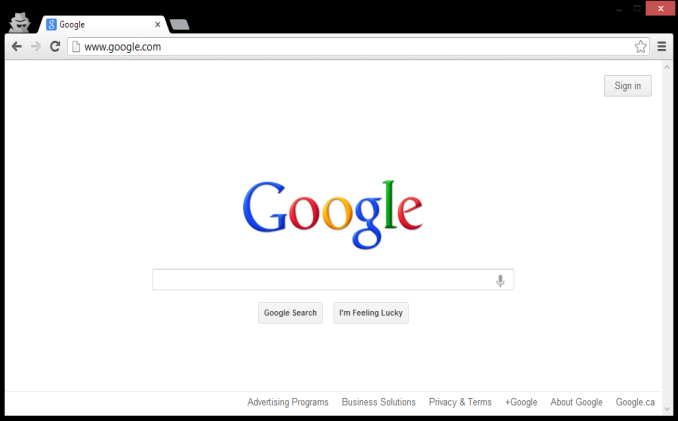 Google
www.google.com
Sign in
Google
Google Search I'm Feeling Lucky
Advertising Programs Business Solutions Privacy & Terms +Google About Google Google.ca